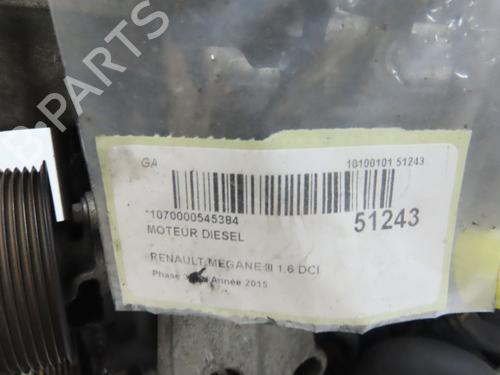 B-PARTS
GA
10100101 51243
*1070000545384
51243
MOTEUR DIESEL
RENAULT MEGANE III 1.6 DCI
Phase Année 2015